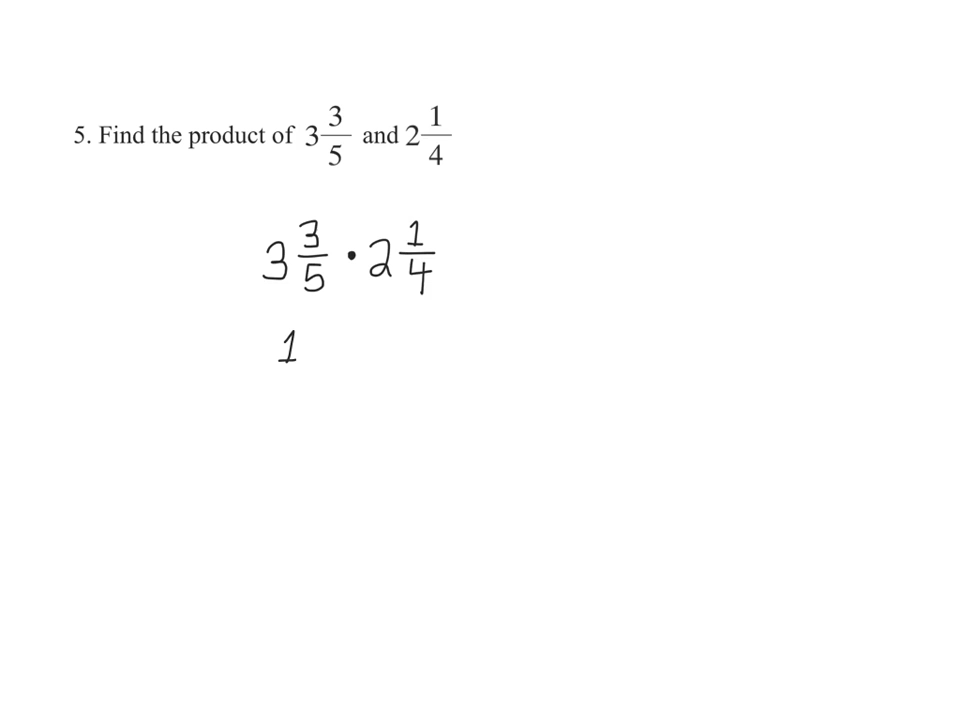 5. Find the product of 3 3/5 and 2 1/4
3 3/5 · 2 1/4
1